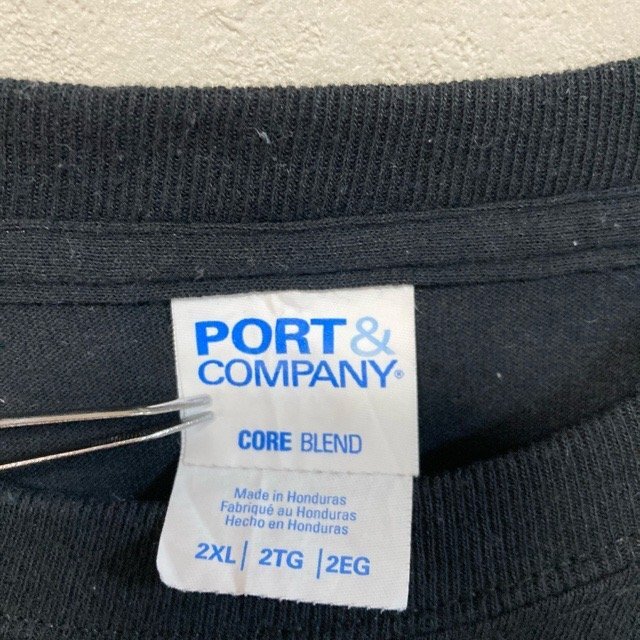 PORT&
COMPANY®
CORE BLEND
Made in Honduras
Fabriqué au Honduras
Hecho en Honduras
2XL | 2TG | 2EG